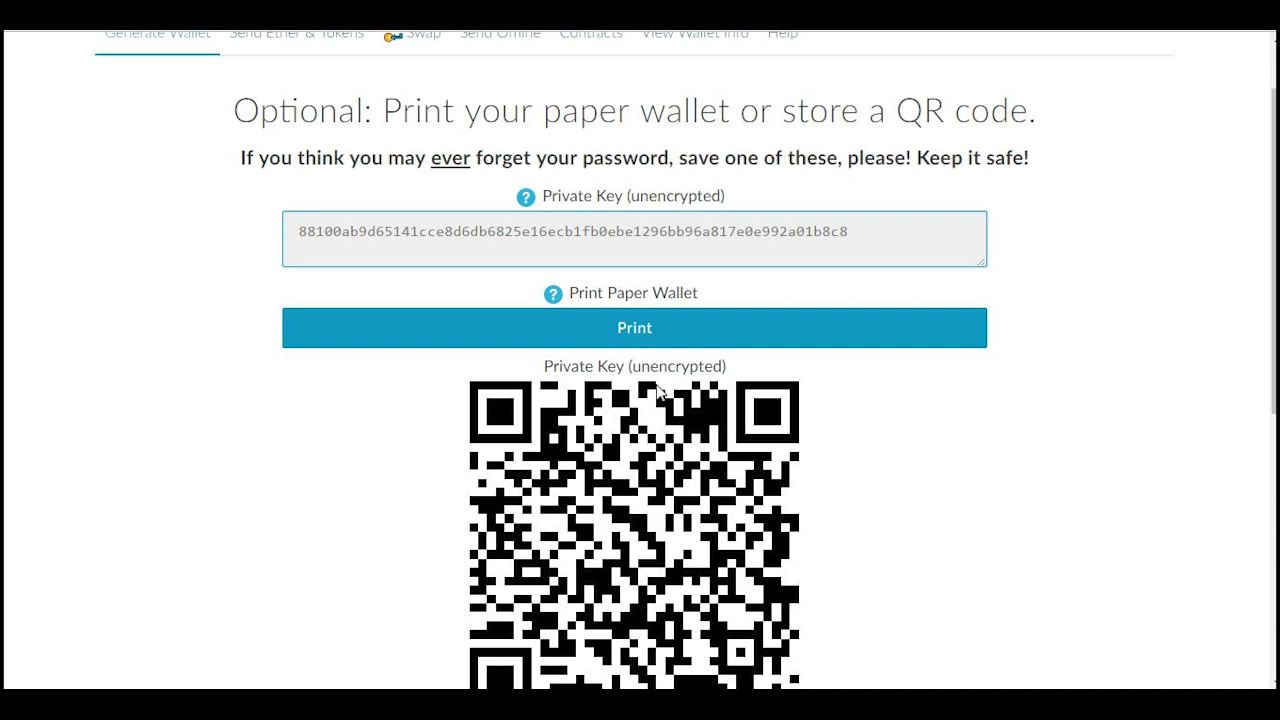 Generate Wallet Send Ether & Tokens Swap Send Offline Contracts View Wallet Info Help
Optional: Print your paper wallet or store a QR code.
If you think you may ever forget your password, save one of these, please! Keep it safe!
? Private Key (unencrypted)
88100ab9d65141cce8d6db6825e16ecb1fb0ebe1296bb96a817e0e992a01b8c8
? Print Paper Wallet
Print
Private Key (unencrypted)